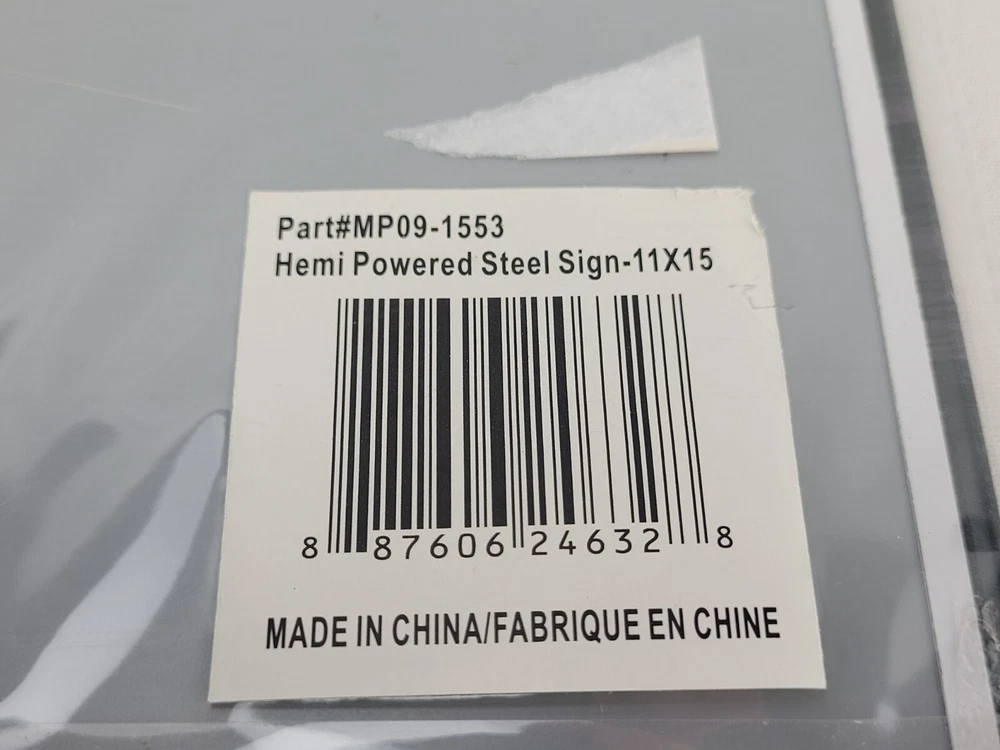 Part#MP09-1553
Hemi Powered Steel Sign-11X15
8 87606 24632 8
MADE IN CHINA/FABRIQUE EN CHINE